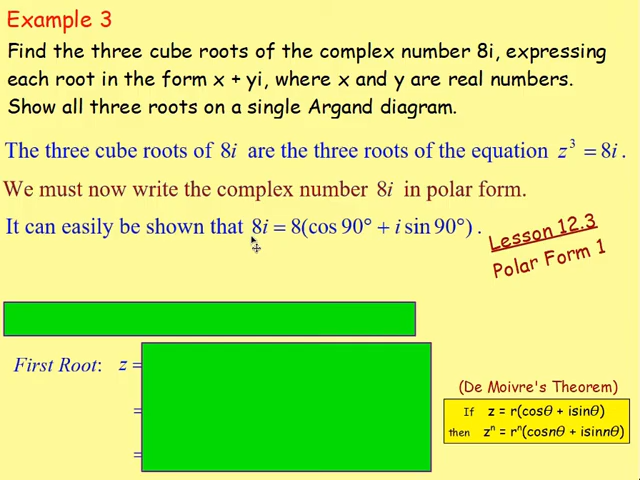 Example 3
Find the three cube roots of the complex number 8i, expressing
each root in the form x + yi, where x and y are real numbers.
Show all three roots on a single Argand diagram.
The three cube roots of 8i are the three roots of the equation z³ = 8i.
We must now write the complex number 8i in polar form.
It can easily be shown that 8i = 8(cos 90° + i sin 90°).
Lesson 12.3
Polar Form 1
First Root: z =
=
=
(De Moivre's Theorem)
If z = r(cosθ + isinθ)
then zⁿ = rⁿ(cosnθ + isinnθ)